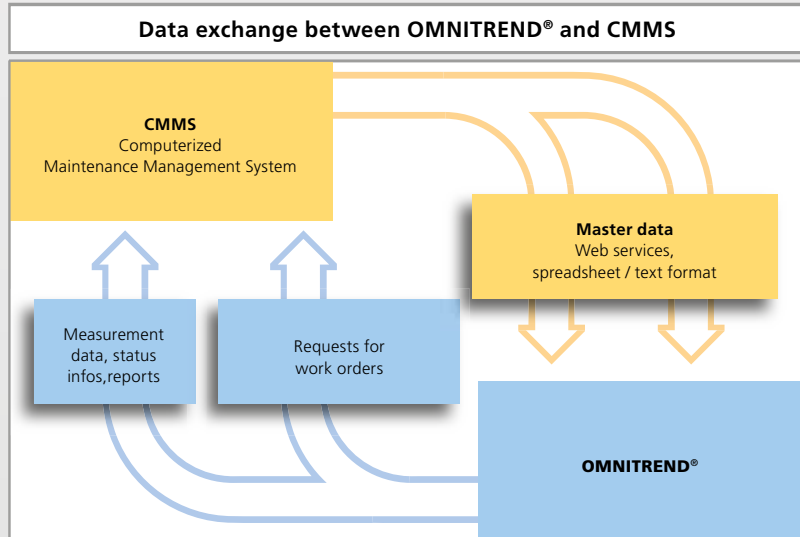 Data exchange between OMNITREND® and CMMS
CMMS
Computerized
Maintenance Management System
Master data
Web services,
spreadsheet / text format
Measurement
data, status
infos,reports
Requests for
work orders
OMNITREND®